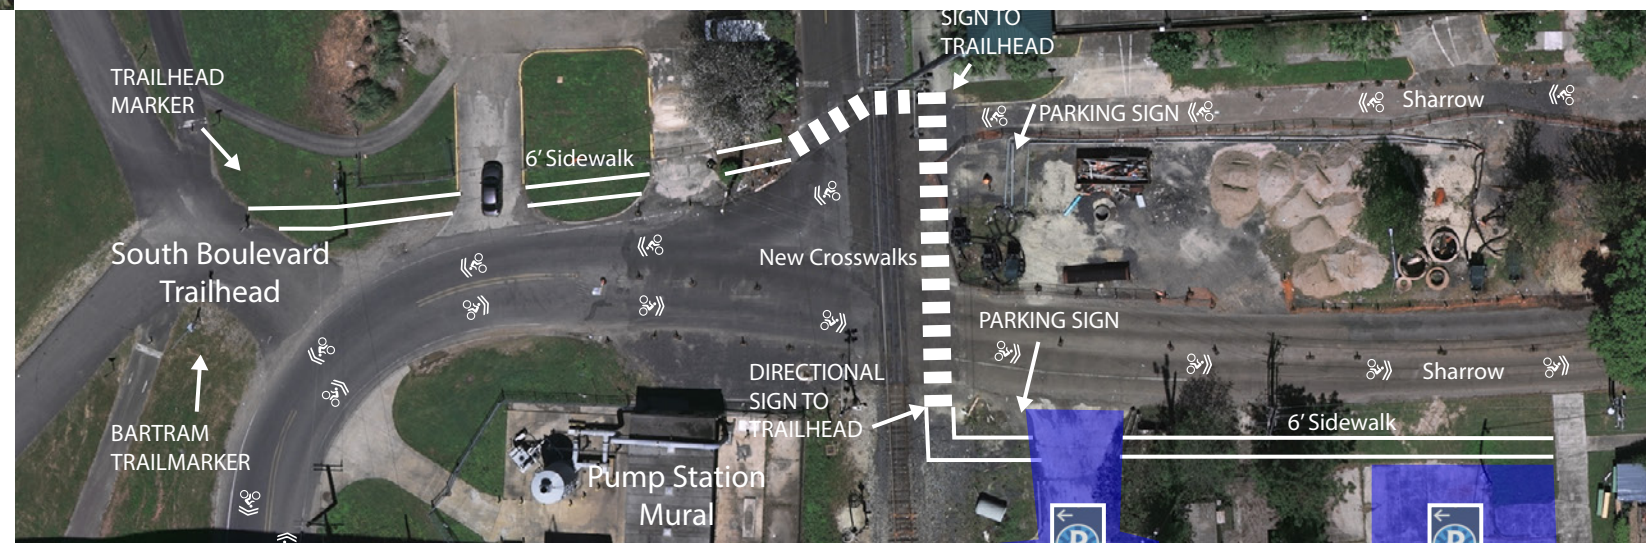 SIGN TO
TRAILHEAD
TRAILHEAD
MARKER
PARKING SIGN
Sharrow
6' Sidewalk
South Boulevard
Trailhead
New Crosswalks
PARKING SIGN
DIRECTIONAL
SIGN TO
TRAILHEAD
Sharrow
6' Sidewalk
BARTRAM
TRAILMARKER
Pump Station
Mural
P
P